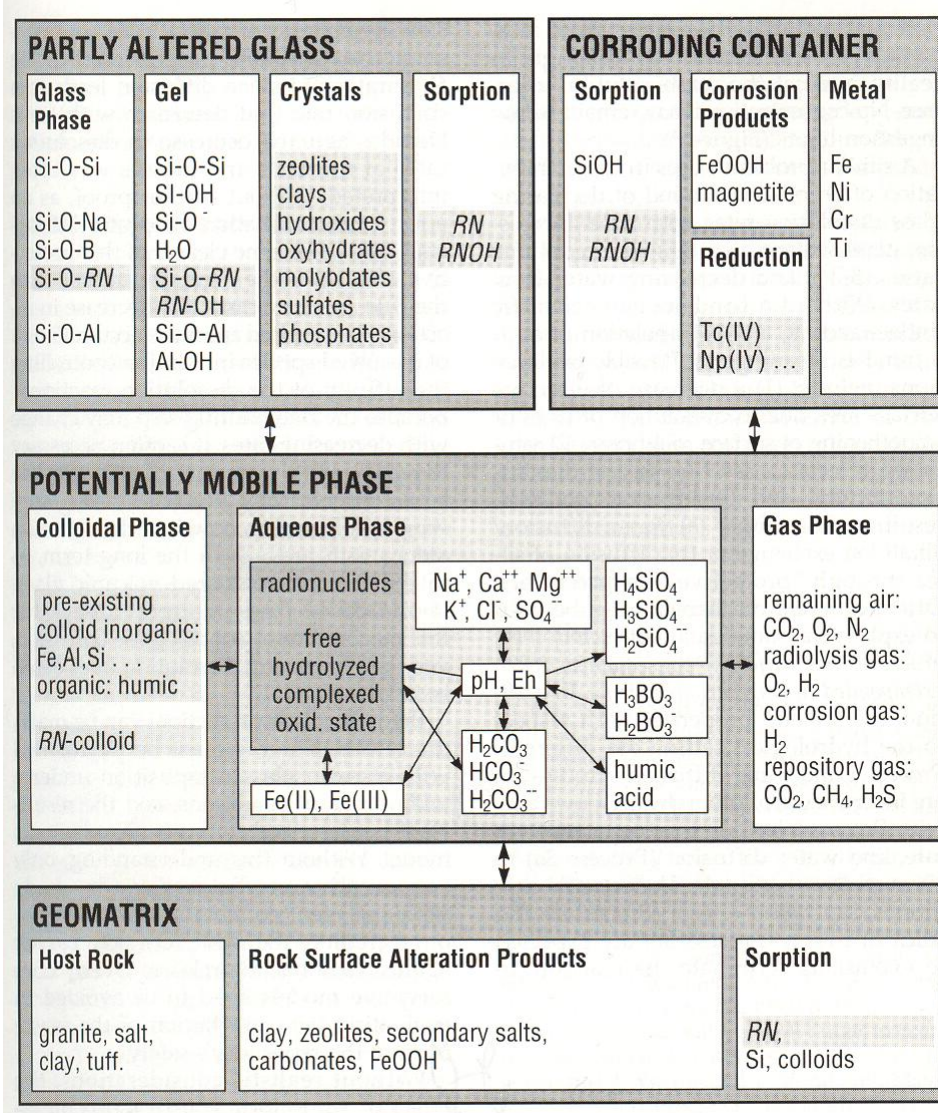 PARTLY ALTERED GLASS
Glass
Phase
Si-O-Si
Si-O-Na
Si-O-B
Si-O-RN
Si-O-Al
Gel
Si-O-Si
SI-OH
Si-O⁻
H₂O
Si-O-RN
RN-OH
Si-O-Al
Al-OH
Crystals
zeolites
clays
hydroxides
oxyhydrates
molybdates
sulfates
phosphates
Sorption
RN
RNOH
CORRODING CONTAINER
Sorption
SiOH
RN
RNOH
Corrosion
Products
FeOOH
magnetite
Reduction
Tc(IV)
Np(IV) ...
Metal
Fe
Ni
Cr
Ti
POTENTIALLY MOBILE PHASE
Colloidal Phase
pre-existing
colloid inorganic:
Fe,Al,Si . . .
organic: humic
RN-colloid
Aqueous Phase
radionuclides
free
hydrolyzed
complexed
oxid. state
Fe(II), Fe(III)
Na⁺, Ca⁺⁺, Mg⁺⁺
K⁺, Cl⁻, SO₄⁻⁻
pH, Eh
H₂CO₃
HCO₃⁻
H₂CO₃⁻⁻
H₄SiO₄
H₃SiO₄⁻
H₂SiO₄⁻⁻
H₃BO₃
H₂BO₃⁻
humic
acid
Gas Phase
remaining air:
CO₂, O₂, N₂
radiolysis gas:
O₂, H₂
corrosion gas:
H₂
repository gas:
CO₂, CH₄, H₂S
GEOMATRIX
Host Rock
granite, salt,
clay, tuff.
Rock Surface Alteration Products
clay, zeolites, secondary salts,
carbonates, FeOOH
Sorption
RN,
Si, colloids